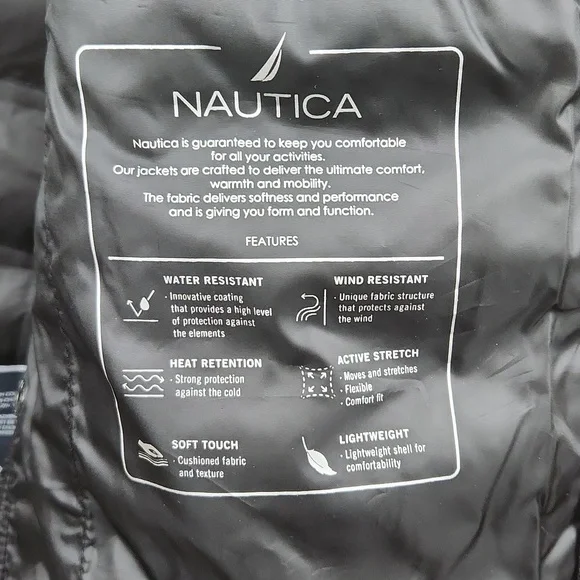 NAUTICA
Nautica is guaranteed to keep you comfortable
for all your activities.
Our jackets are crafted to deliver the ultimate comfort,
warmth and mobility.
The fabric delivers softness and performance
and is giving you form and function.
FEATURES
WATER RESISTANT
· Innovative coating
that provides a high level
of protection against
the elements
WIND RESISTANT
· Unique fabric structure
that protects against
the wind
HEAT RETENTION
· Strong protection
against the cold
ACTIVE STRETCH
· Moves and stretches
· Flexible
· Comfort fit
SOFT TOUCH
· Cushioned fabric
and texture
LIGHTWEIGHT
· Lightweight shell for
comfortability